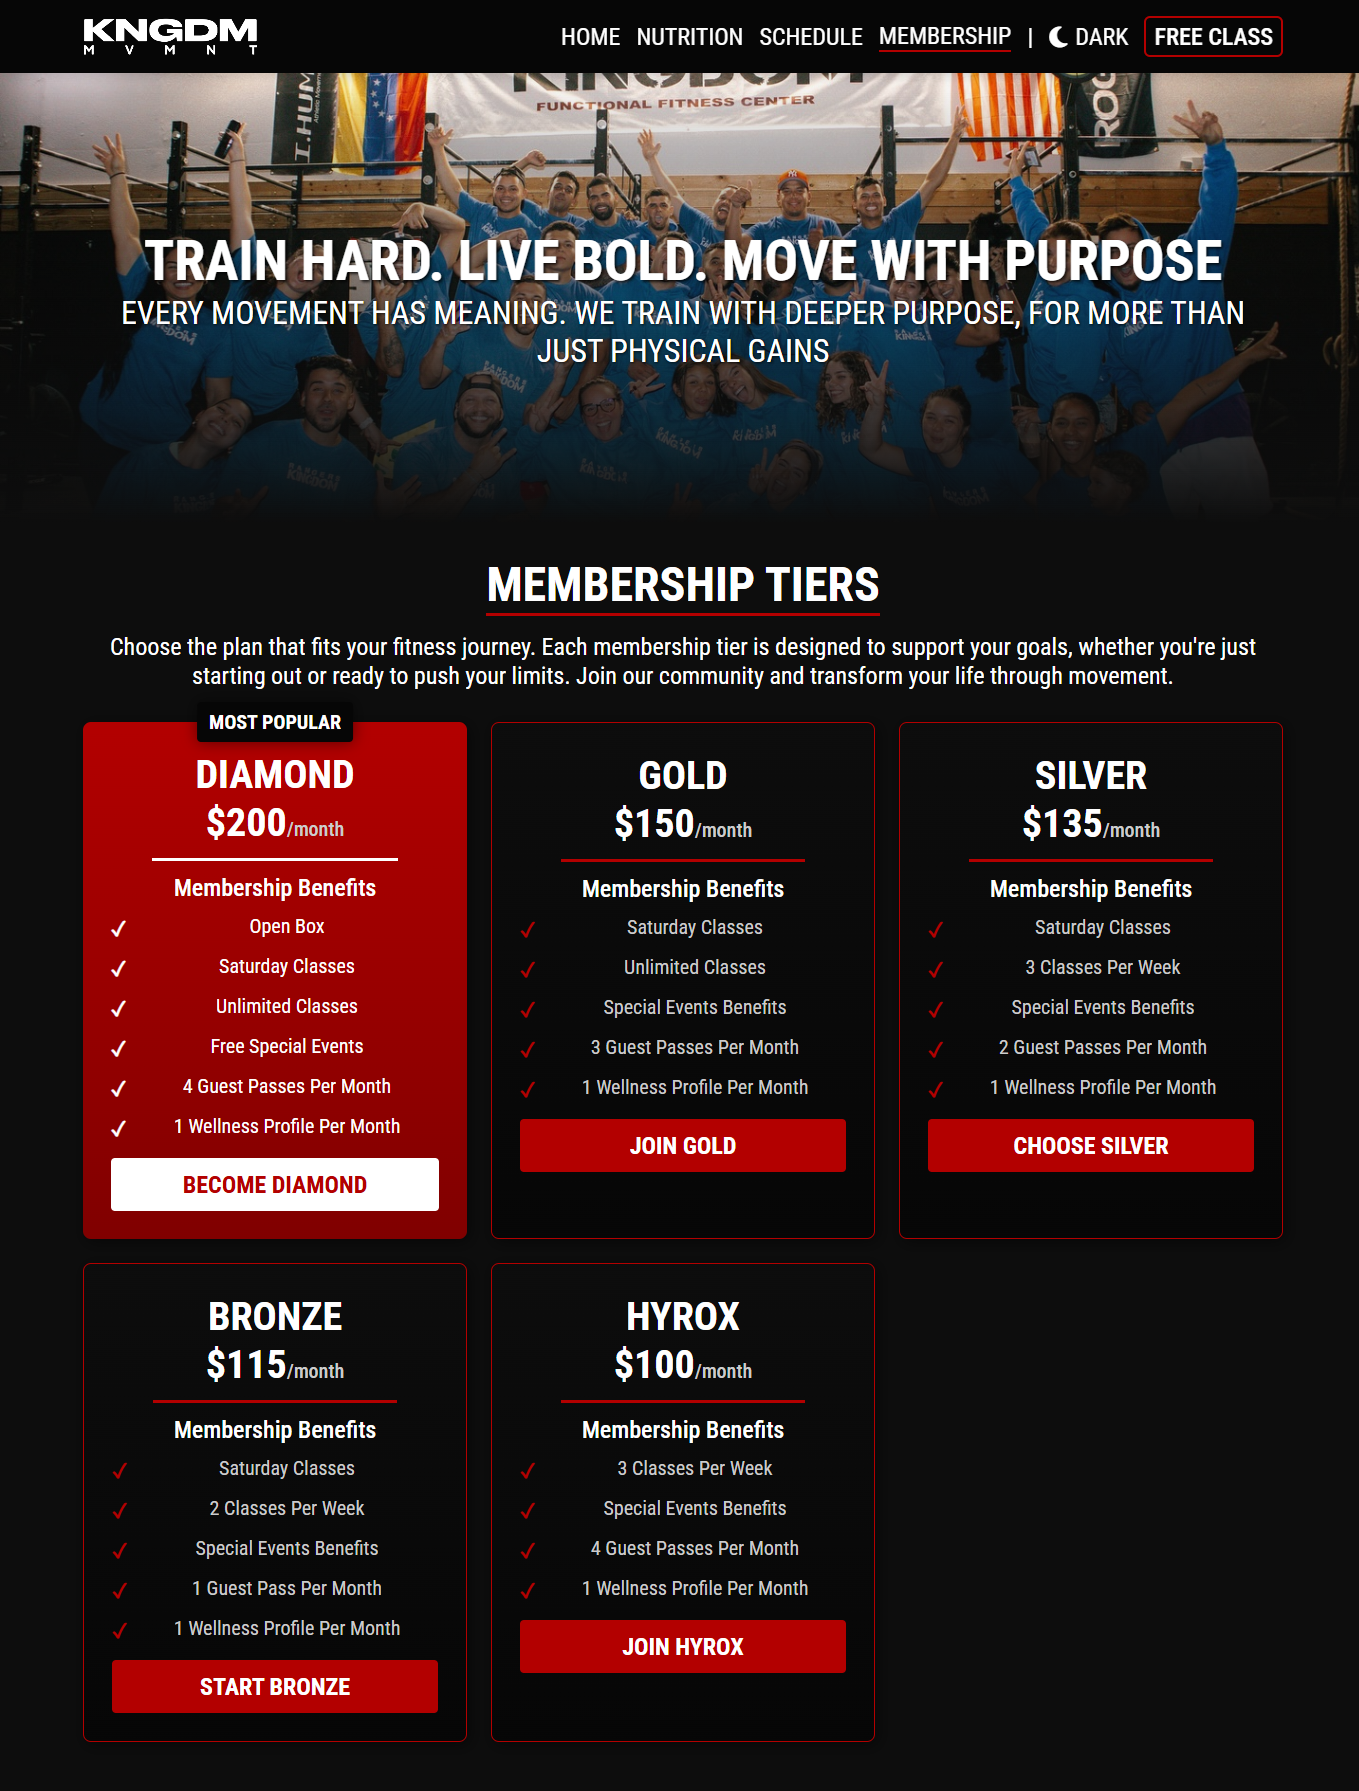 KNGDM
M V M N T
HOME NUTRITION SCHEDULE MEMBERSHIP | DARK FREE CLASS
I.HUM
FUNCTIONAL FITNESS CENTER
ROG
TRAIN HARD. LIVE BOLD. MOVE WITH PURPOSE
EVERY MOVEMENT HAS MEANING. WE TRAIN WITH DEEPER PURPOSE, FOR MORE THAN
JUST PHYSICAL GAINS
MEMBERSHIP TIERS
Choose the plan that fits your fitness journey. Each membership tier is designed to support your goals, whether you're just
starting out or ready to push your limits. Join our community and transform your life through movement.
MOST POPULAR
DIAMOND
$200/month
Membership Benefits
Open Box
Saturday Classes
Unlimited Classes
Free Special Events
4 Guest Passes Per Month
1 Wellness Profile Per Month
BECOME DIAMOND
GOLD
$150/month
Membership Benefits
Saturday Classes
Unlimited Classes
Special Events Benefits
3 Guest Passes Per Month
1 Wellness Profile Per Month
JOIN GOLD
SILVER
$135/month
Membership Benefits
Saturday Classes
3 Classes Per Week
Special Events Benefits
2 Guest Passes Per Month
1 Wellness Profile Per Month
CHOOSE SILVER
BRONZE
$115/month
Membership Benefits
Saturday Classes
2 Classes Per Week
Special Events Benefits
1 Guest Pass Per Month
1 Wellness Profile Per Month
START BRONZE
HYROX
$100/month
Membership Benefits
3 Classes Per Week
Special Events Benefits
4 Guest Passes Per Month
1 Wellness Profile Per Month
JOIN HYROX